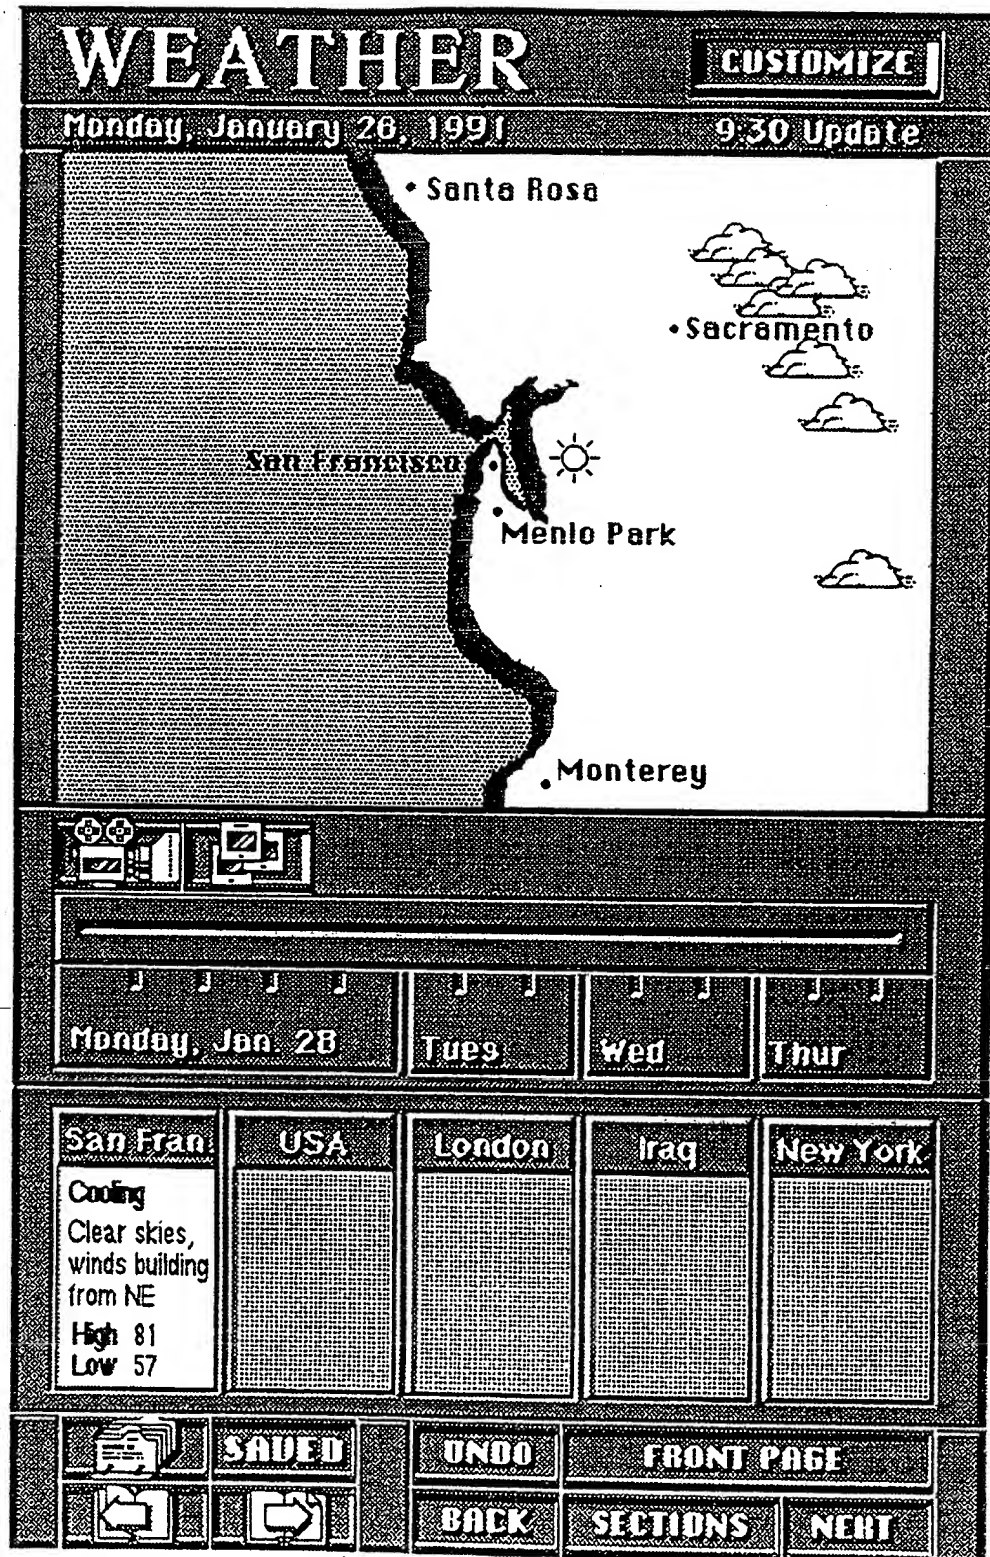 WEATHER
CUSTOMIZE
Monday, January 28, 1991
9:30 Update
Santa Rosa
Sacramento
San Francisco
Menlo Park
Monterey
Monday, Jan. 28
Tues
Wed
Thur
San Fran
USA
London
Iraq
New York
Cooling
Clear skies,
winds building
from NE
High 81
Low 57
SAVED
UNDO
FRONT PAGE
BACK
SECTIONS
NEXT